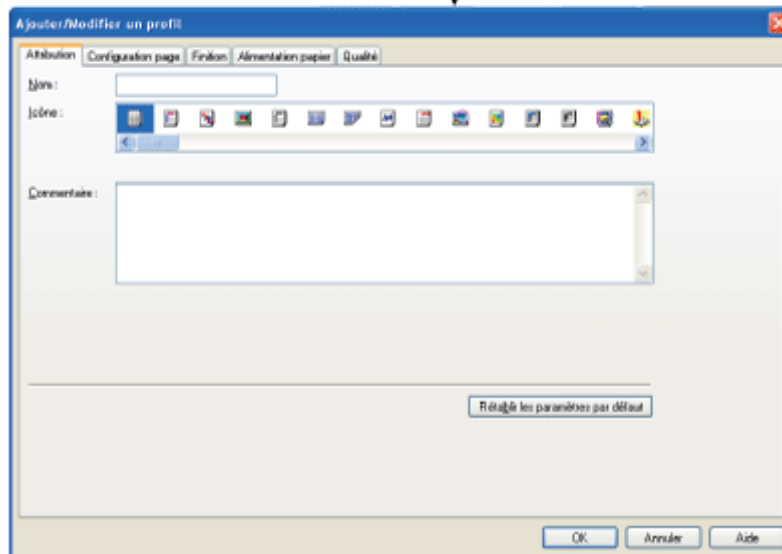 Ajouter/Modifier un profil
Attribution Configuration page Finition Alimentation papier Qualité
Nom :
Icône :
Commentaire :
Rétablir les paramètres par défaut
OK Annuler Aide